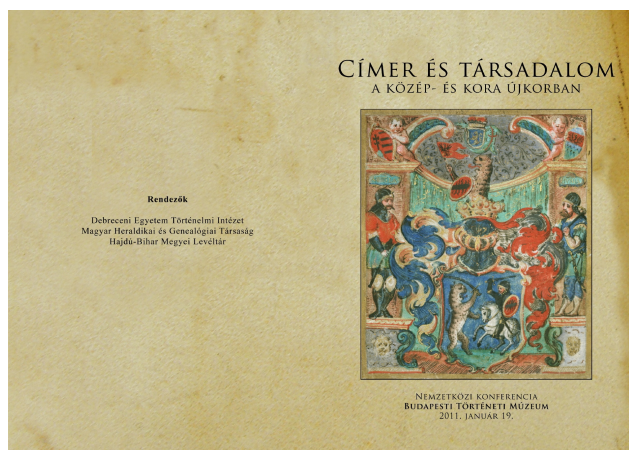 Rendezők
Debreceni Egyetem Történelmi Intézet
Magyar Heraldikai és Genealógiai Társaság
Hajdú-Bihar Megyei Levéltár
Címer és társadalom
a közép- és kora újkorban
Nemzetközi konferencia
Budapesti Történeti Múzeum
2011. január 19.